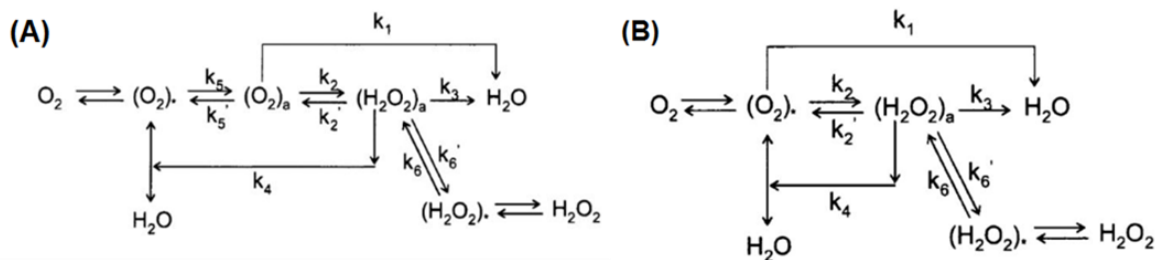 (A)
k₁
O₂ (O₂). k₅ k₅' (O₂)ₐ k₂ k₂' (H₂O₂)ₐ k₃ H₂O
k₄ k₆ k₆'
H₂O (H₂O₂). H₂O₂
(B)
k₁
O₂ (O₂). k₂ k₂' (H₂O₂)ₐ k₃ H₂O
k₄ k₆ k₆'
H₂O (H₂O₂). H₂O₂